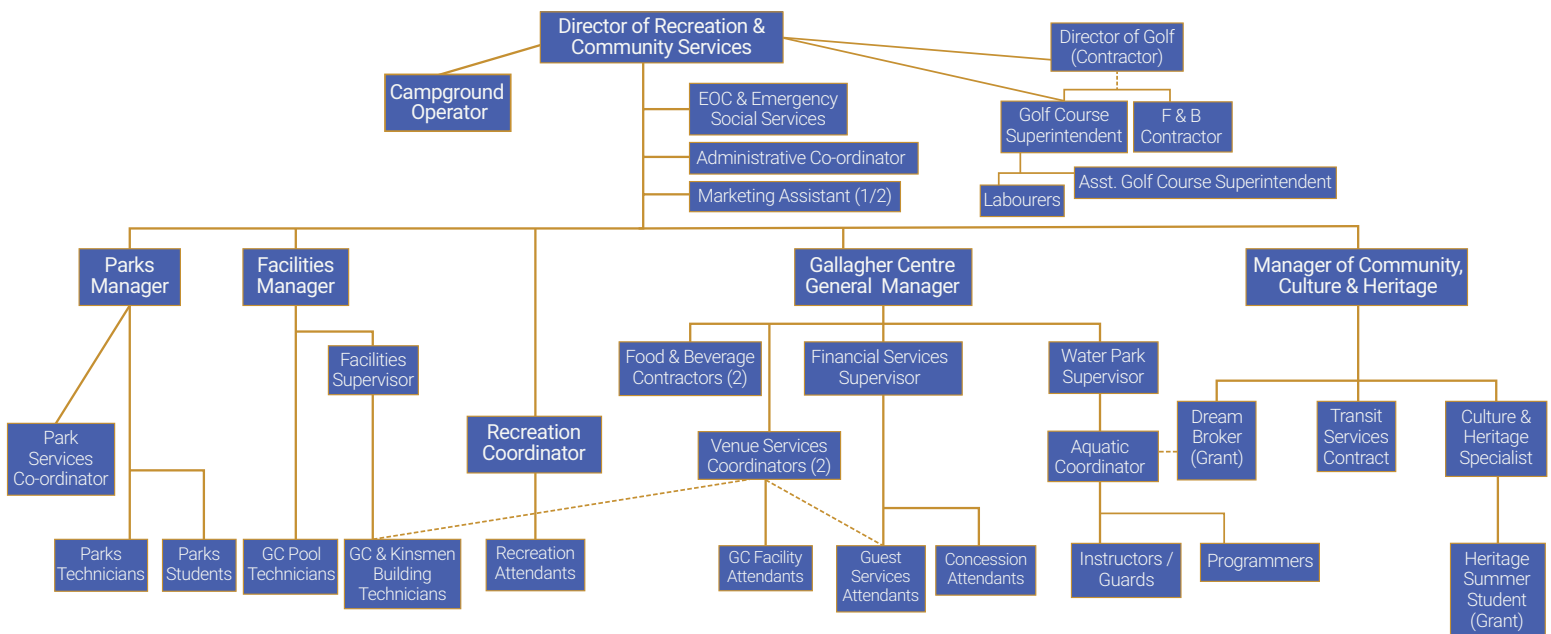 Director of Recreation &
Community Services
Director of Golf
(Contractor)
Campground
Operator
EOC & Emergency
Social Services
Golf Course
Superintendent
F & B
Contractor
Administrative Co-ordinator
Asst. Golf Course Superintendent
Marketing Assistant (1/2)
Labourers
Parks
Manager
Facilities
Manager
Gallagher Centre
General Manager
Manager of Community,
Culture & Heritage
Facilities
Supervisor
Food & Beverage
Contractors (2)
Financial Services
Supervisor
Water Park
Supervisor
Park
Services
Co-ordinator
Recreation
Coordinator
Venue Services
Coordinators (2)
Aquatic
Coordinator
Dream
Broker
(Grant)
Transit
Services
Contract
Culture &
Heritage
Specialist
Parks
Technicians
Parks
Students
GC Pool
Technicians
GC & Kinsmen
Building
Technicians
Recreation
Attendants
GC Facility
Attendants
Guest
Services
Attendants
Concession
Attendants
Instructors /
Guards
Programmers
Heritage
Summer
Student
(Grant)